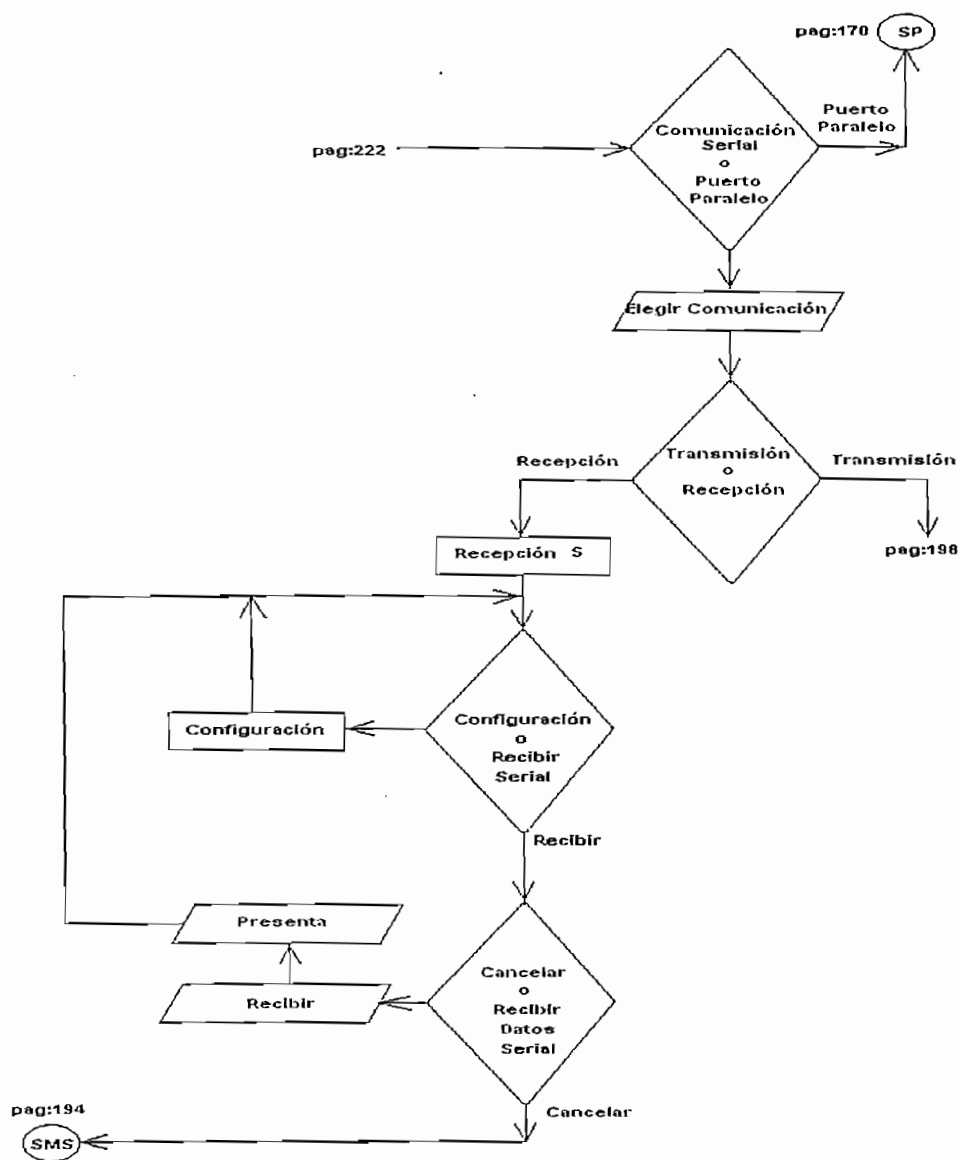 pag:170
SP
Puerto
Paralelo
Comunicación
Serial
o
Puerto
Paralelo
pag:222
Elegir Comunicación
Recepción
Transmisión
o
Recepción
Transmisión
pag:198
Recepción S
Configuración
Configuración
o
Recibir
Serial
Recibir
Presenta
Recibir
Cancelar
o
Recibir
Datos
Serial
Cancelar
pag:194
SMS